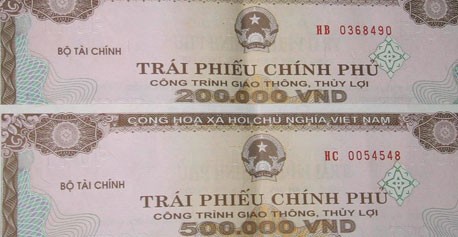 HB 0368490
BỘ TÀI CHÍNH
TRÁI PHIẾU CHÍNH PHỦ
CÔNG TRÌNH GIAO THÔNG, THỦY LỢI
200.000 VND
CỘNG HÒA XÃ HỘI CHỦ NGHĨA VIỆT NAM
HC 0054548
BỘ TÀI CHÍNH
TRÁI PHIẾU CHÍNH PHỦ
CÔNG TRÌNH GIAO THÔNG, THỦY LỢI
500.000 VND